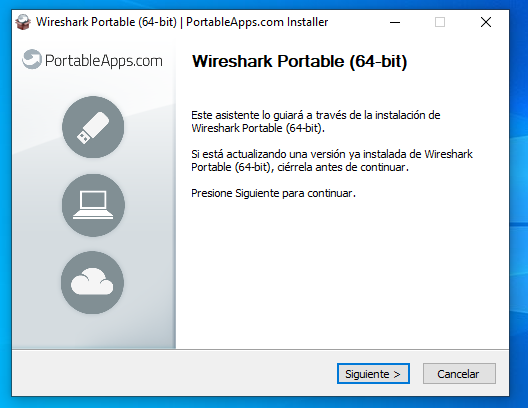 Wireshark Portable (64-bit) | PortableApps.com Installer
PortableApps.com
Wireshark Portable (64-bit)
Este asistente lo guiará a través de la instalación de
Wireshark Portable (64-bit).
Si está actualizando una versión ya instalada de Wireshark
Portable (64-bit), ciérrela antes de continuar.
Presione Siguiente para continuar.
Siguiente >
Cancelar